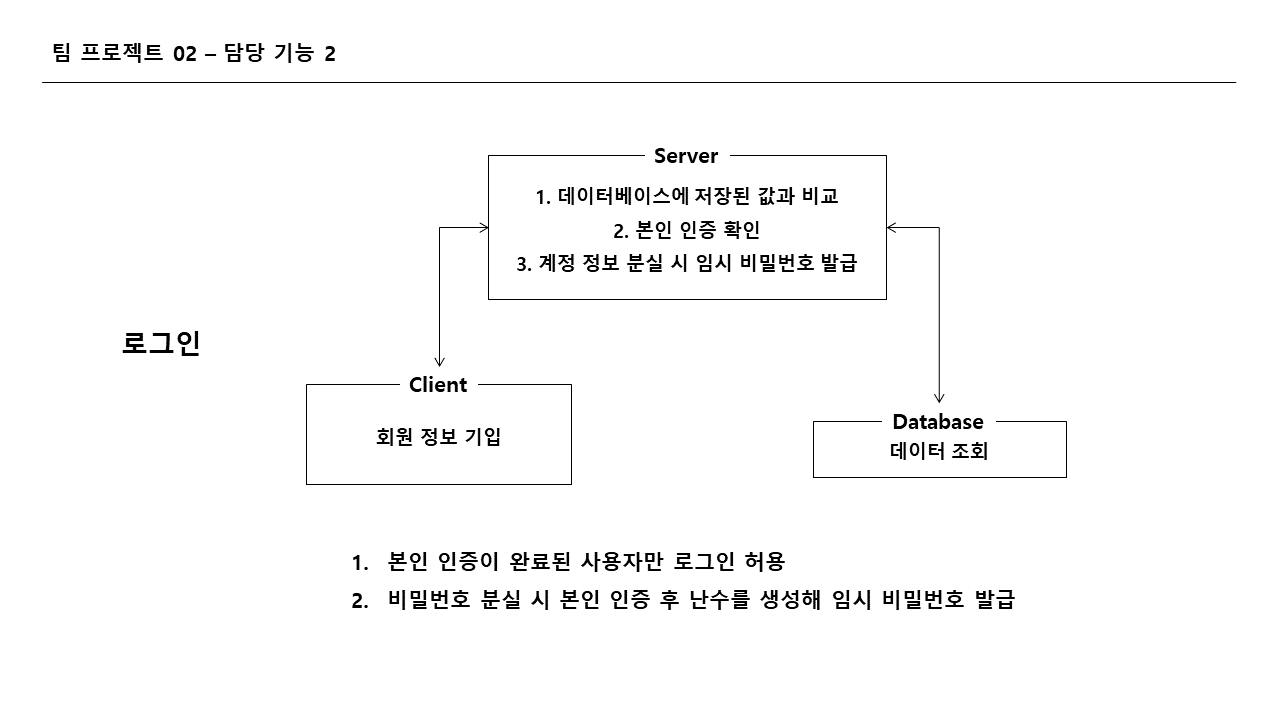 팀 프로젝트 02 – 담당 기능 2
Server
1. 데이터베이스에 저장된 값과 비교
2. 본인 인증 확인
3. 계정 정보 분실 시 임시 비밀번호 발급
로그인
Client
회원 정보 기입
Database
데이터 조회
1. 본인 인증이 완료된 사용자만 로그인 허용
2. 비밀번호 분실 시 본인 인증 후 난수를 생성해 임시 비밀번호 발급